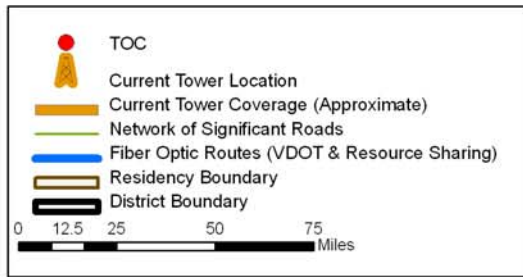 TOC
Current Tower Location
Current Tower Coverage (Approximate)
Network of Significant Roads
Fiber Optic Routes (VDOT & Resource Sharing)
Residency Boundary
District Boundary
0 12.5 25 50 75
Miles